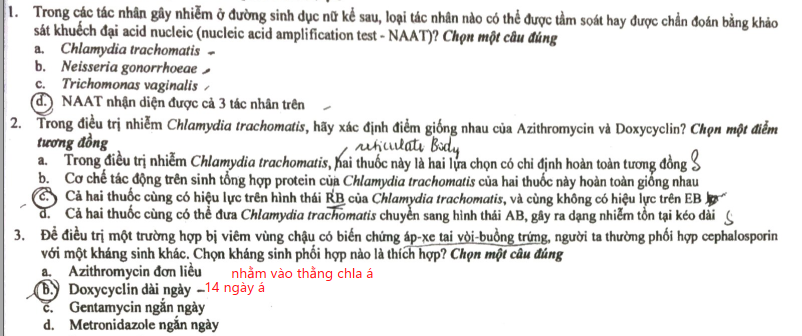 1. Trong các tác nhân gây nhiễm ở đường sinh dục nữ kể sau, loại tác nhân nào có thể được tầm soát hay được chẩn đoán bằng khảo
sát khuếch đại acid nucleic (nucleic acid amplification test - NAAT)? Chọn một câu đúng
a. Chlamydia trachomatis
b. Neisseria gonorrhoeae
c. Trichomonas vaginalis
d. NAAT nhận diện được cả 3 tác nhân trên
2. Trong điều trị nhiễm Chlamydia trachomatis, hãy xác định điểm giống nhau của Azithromycin và Doxycyclin? Chọn một điểm
tương đồng
reticulate Body
a. Trong điều trị nhiễm Chlamydia trachomatis, hai thuốc này là hai lựa chọn có chỉ định hoàn toàn tương đồng S
b. Cơ chế tác động trên sinh tổng hợp protein của Chlamydia trachomatis của hai thuốc này hoàn toàn giống nhau
c. Cả hai thuốc cùng có hiệu lực trên hình thái RB của Chlamydia trachomatis, và cùng không có hiệu lực trên EB
d. Cả hai thuốc cùng có thể đưa Chlamydia trachomatis chuyển sang hình thái AB, gây ra dạng nhiễm tồn tại kéo dài S
3. Để điều trị một trường hợp bị viêm vùng chậu có biến chứng áp-xe tai vòi-buồng trứng, người ta thường phối hợp cephalosporin
với một kháng sinh khác. Chọn kháng sinh phối hợp nào là thích hợp? Chọn một câu đúng
a. Azithromycin đơn liều nhằm vào thằng chla á
b. Doxycyclin dài ngày –14 ngày á
c. Gentamycin ngắn ngày
d. Metronidazole ngắn ngày